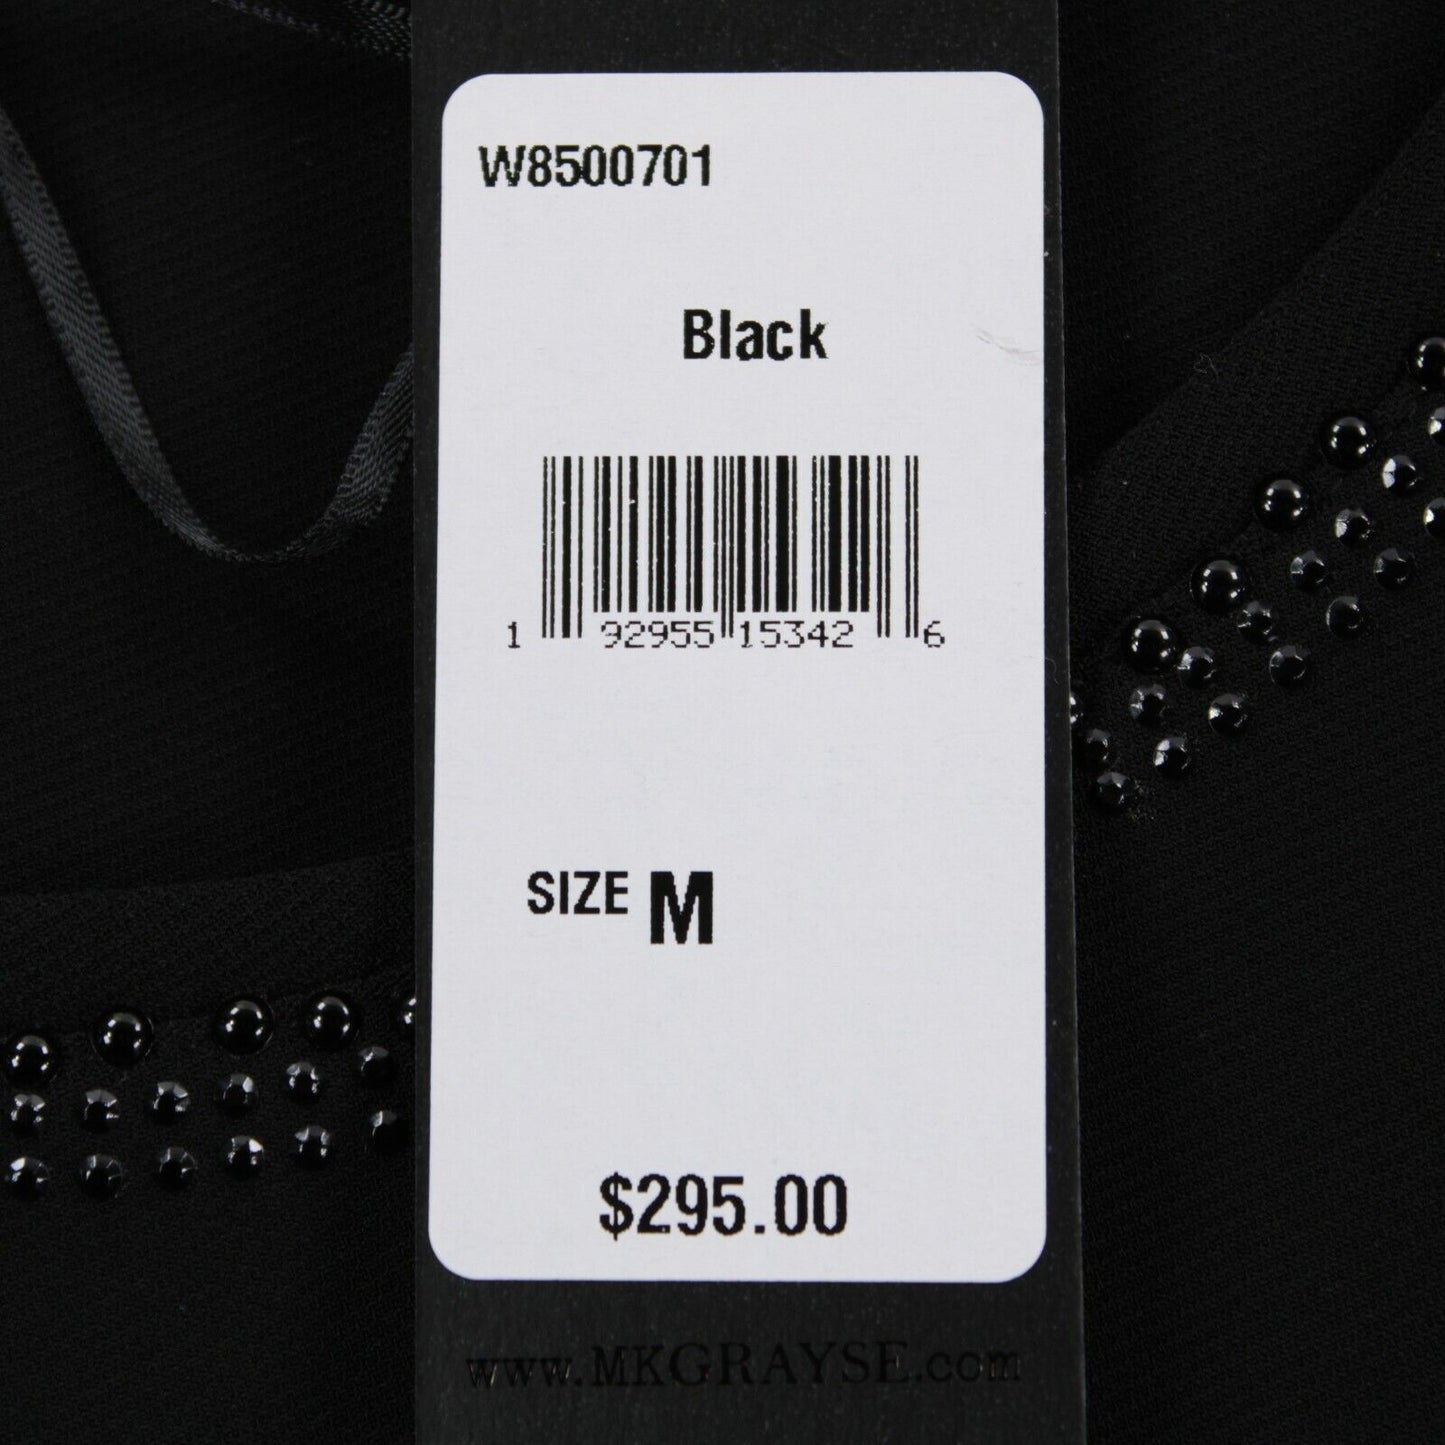 W8500701
Black
1 92955 15342 6
SIZE M
$295.00
www.MKGRAYSE.com